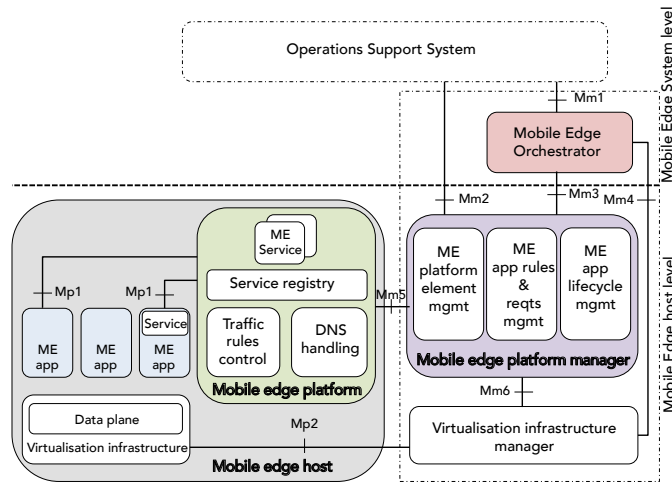 Operations Support System
Mobile Edge System level
Mm1
Mobile Edge
Orchestrator
Mm2
Mm3
Mm4
ME
Service
Service registry
Traffic
rules
control
DNS
handling
Mobile edge platform
Mp1
Mp1
ME
app
ME
app
Service
ME
app
Mm5
ME
platform
element
mgmt
ME
app rules
&
reqts
mgmt
ME
app
lifecycle
mgmt
Mobile edge platform manager
Mobile Edge host level
Mm6
Data plane
Virtualisation infrastructure
Mp2
Virtualisation infrastructure
manager
Mobile edge host